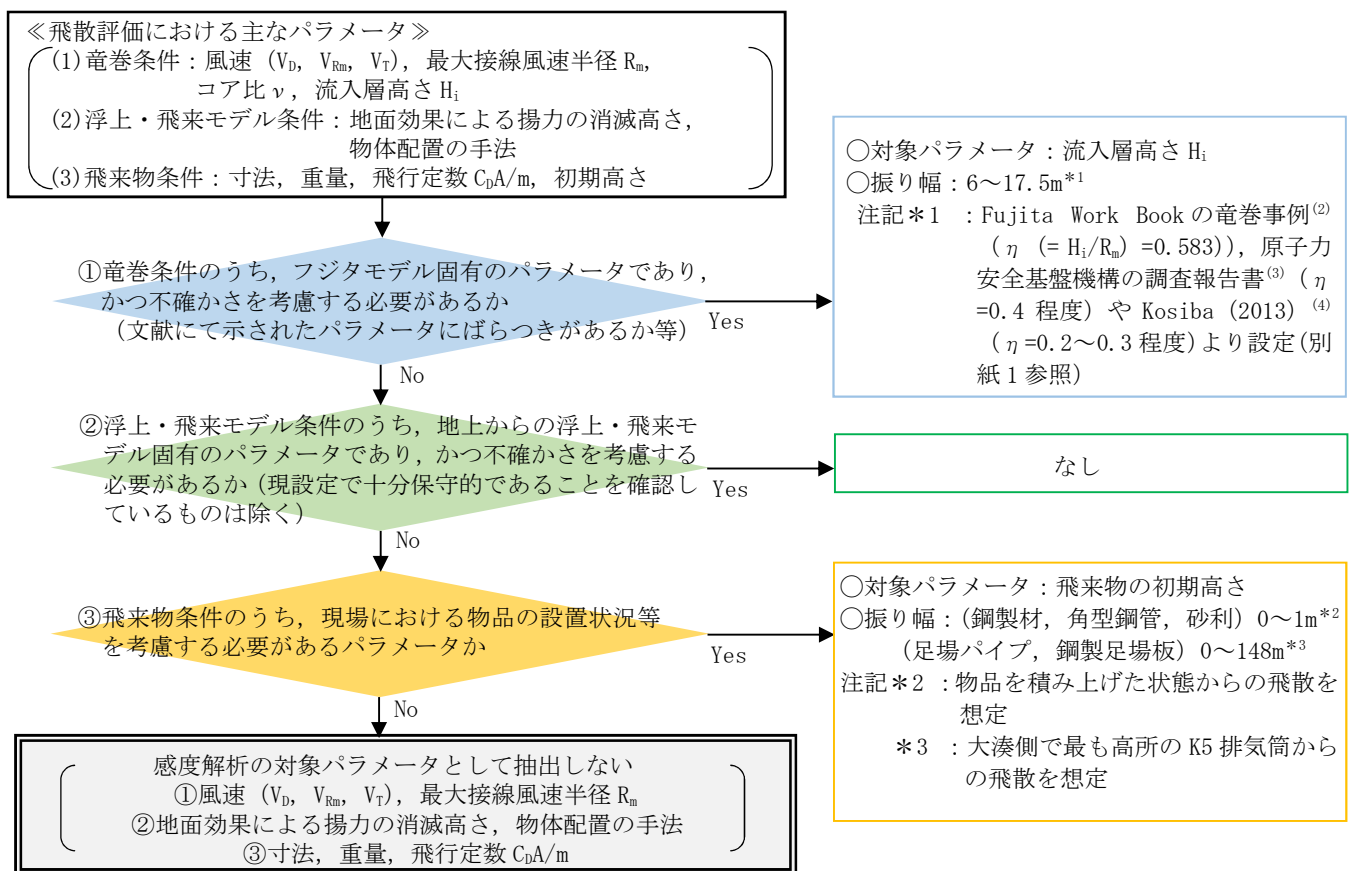 ≪飛散評価における主なパラメータ≫
(1)竜巻条件：風速（V_D, V_Rm, V_T），最大接線風速半径 R_m，
コア比ν，流入層高さ H_i
(2)浮上・飛来モデル条件：地面効果による揚力の消滅高さ，
物体配置の手法
(3)飛来物条件：寸法，重量，飛行定数 C_DA/m，初期高さ
①竜巻条件のうち，フジタモデル固有のパラメータであり，
かつ不確かさを考慮する必要があるか
（文献にて示されたパラメータにばらつきがあるか等）
Yes
No
○対象パラメータ：流入層高さ H_i
○振り幅：6～17.5m*1
注記＊1 ：Fujita Work Book の竜巻事例(2)
（η（= H_i/R_m）=0.583)），原子力
安全基盤機構の調査報告書(3)（η
=0.4 程度）や Kosiba（2013）(4)
（η=0.2～0.3 程度)より設定(別
紙 1 参照)
②浮上・飛来モデル条件のうち，地上からの浮上・飛来モ
デル固有のパラメータであり，かつ不確かさを考慮する
必要があるか（現設定で十分保守的であることを確認し
ているものは除く）
Yes
No
なし
③飛来物条件のうち，現場における物品の設置状況等
を考慮する必要があるパラメータか
Yes
No
○対象パラメータ：飛来物の初期高さ
○振り幅：(鋼製材，角型鋼管，砂利）0～1m*2
（足場パイプ，鋼製足場板）0～148m*3
注記＊2 ：物品を積み上げた状態からの飛散を
想定
＊3 ：大湊側で最も高所の K5 排気筒から
の飛散を想定
感度解析の対象パラメータとして抽出しない
①風速（V_D, V_Rm, V_T），最大接線風速半径 R_m
②地面効果による揚力の消滅高さ，物体配置の手法
③寸法，重量，飛行定数 C_DA/m